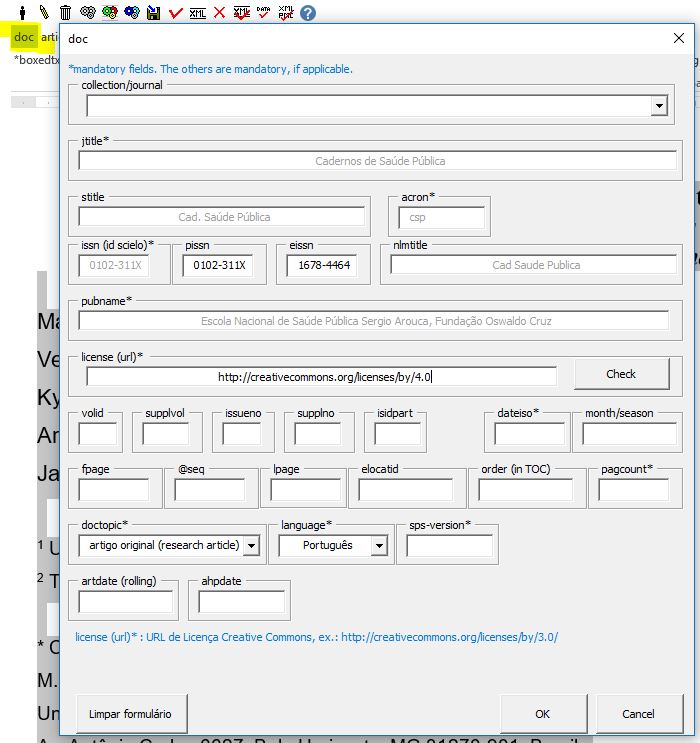 XML
DATA
XML
PMC
?
doc arti
doc
*boxedtx
*mandatory fields. The others are mandatory, if applicable.
collection/journal
jtitle*
Cadernos de Saúde Pública
stitle
acron*
Cad. Saúde Pública
csp
issn (id scielo)*
pissn
eissn
nlmtitle
0102-311X
0102-311X
1678-4464
Cad Saude Publica
pubname*
Escola Nacional de Saúde Pública Sergio Arouca, Fundação Oswaldo Cruz
license (url)*
http://creativecommons.org/licenses/by/4.0
Check
volid
supplvol
issueno
supplno
isidpart
dateiso*
month/season
fpage
@seq
lpage
elocatid
order (in TOC)
pagcount*
doctopic*
language*
sps-version*
artigo original (research article)
Português
artdate (rolling)
ahpdate
license (url)* : URL de Licença Creative Commons, ex.: http://creativecommons.org/licenses/by/3.0/
Limpar formulário
OK
Cancel
Ma
Ve
Ky
Ar
Ja
1 U
2 T
* C
M.
Un